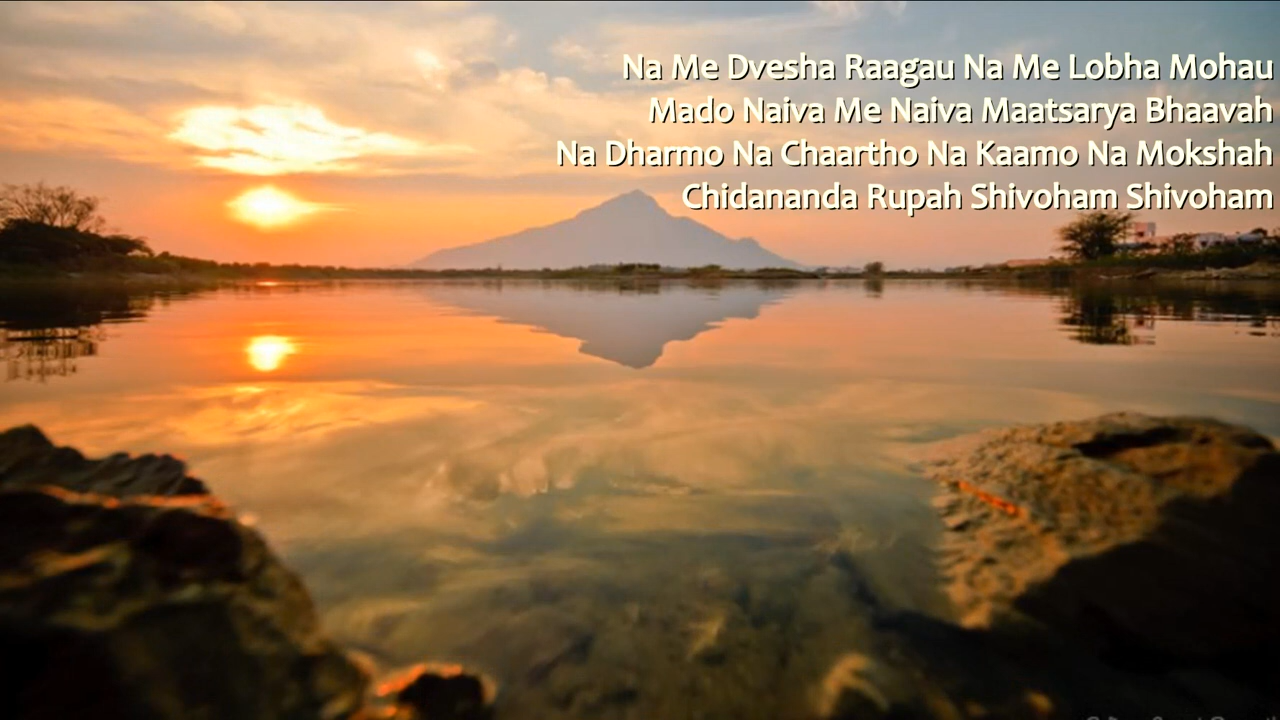 Na Me Dvesha Raagau Na Me Lobha Mohau
Mado Naiva Me Naiva Maatsarya Bhaavah
Na Dharmo Na Chaartho Na Kaamo Na Mokshah
Chidananda Rupah Shivoham Shivoham